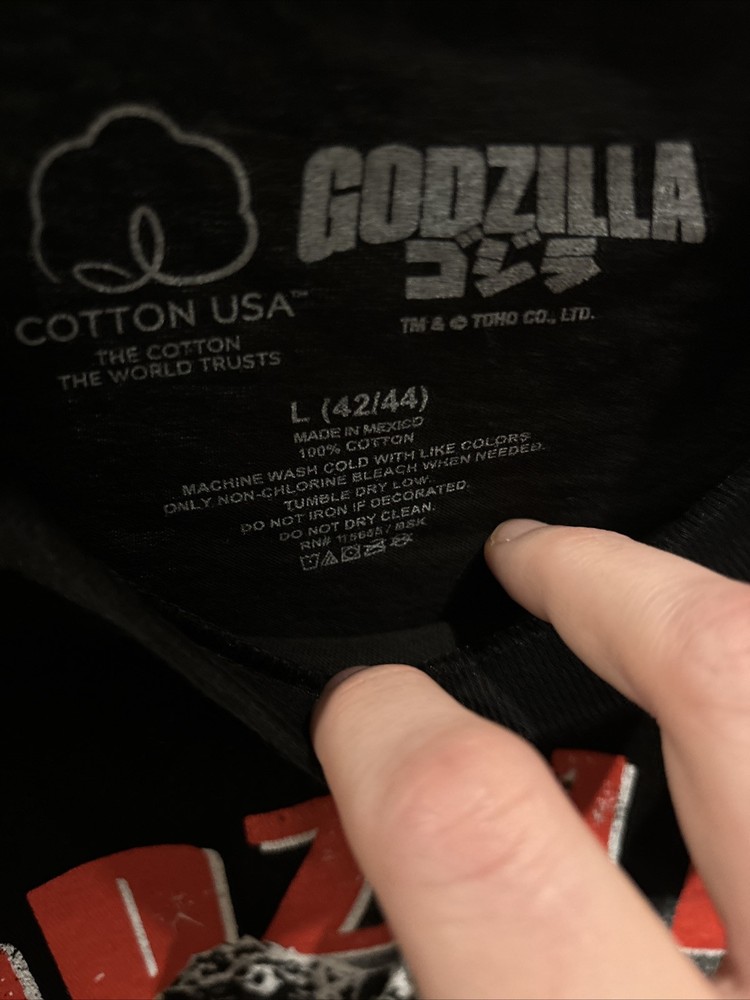 COTTON USA™
THE COTTON
THE WORLD TRUSTS
GODZILLA
ゴジラ
TM & © TOHO CO., LTD.
L (42/44)
MADE IN MEXICO
100% COTTON
MACHINE WASH COLD WITH LIKE COLORS.
ONLY NON-CHLORINE BLEACH WHEN NEEDED.
TUMBLE DRY LOW.
DO NOT IRON IF DECORATED.
DO NOT DRY CLEAN.
RN#